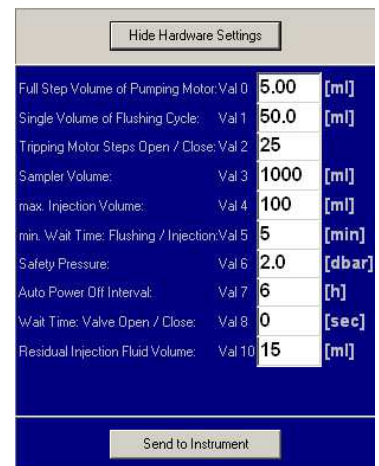 Hide Hardware Settings
Full Step Volume of Pumping Motor: Val 0 5.00 [ml]
Single Volume of Flushing Cycle: Val 1 50.0 [ml]
Tripping Motor Steps Open / Close: Val 2 25
Sampler Volume: Val 3 1000 [ml]
max. Injection Volume: Val 4 100 [ml]
min. Wait Time: Flushing / Injection: Val 5 5 [min]
Safety Pressure: Val 6 2.0 [dbar]
Auto Power Off Interval: Val 7 6 [h]
Wait Time: Valve Open / Close: Val 8 0 [sec]
Residual Injection Fluid Volume: Val 10 15 [ml]
Send to Instrument